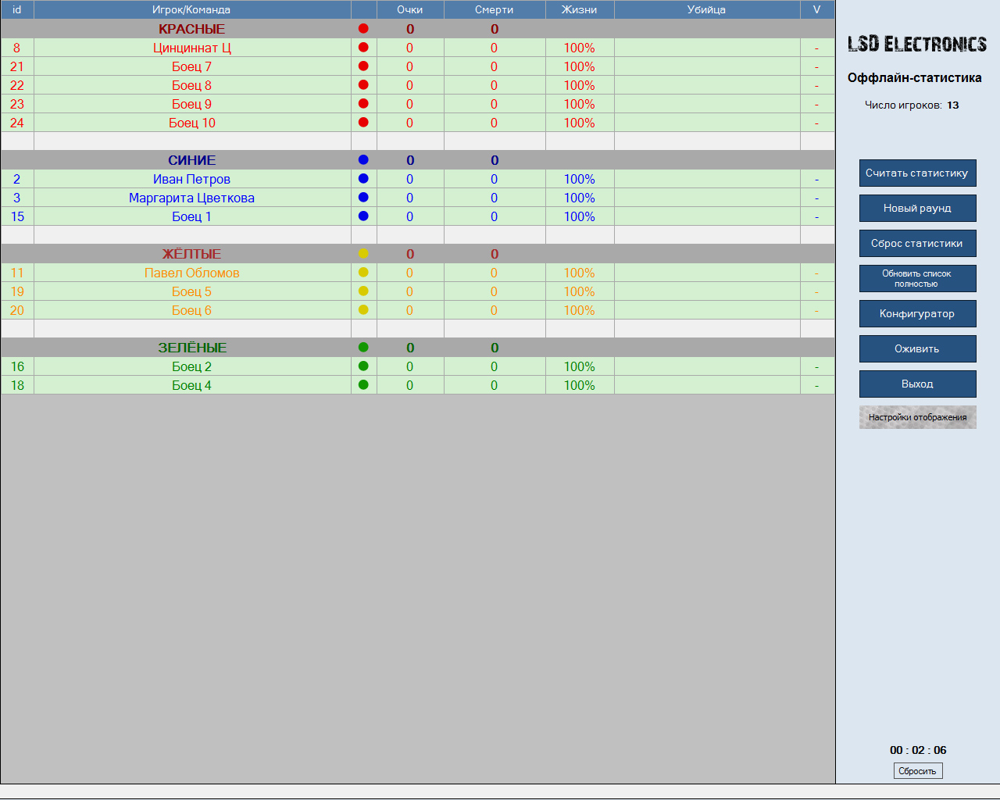 id Игрок/Команда Очки Смерти Жизни Убийца V
КРАСНЫЕ 0 0
8 Цинциннат Ц 0 0 100% -
21 Боец 7 0 0 100% -
22 Боец 8 0 0 100% -
23 Боец 9 0 0 100% -
24 Боец 10 0 0 100% -
СИНИЕ 0 0
2 Иван Петров 0 0 100% -
3 Маргарита Цветкова 0 0 100% -
15 Боец 1 0 0 100% -
ЖЁЛТЫЕ 0 0
11 Павел Обломов 0 0 100% -
19 Боец 5 0 0 100% -
20 Боец 6 0 0 100% -
ЗЕЛЁНЫЕ 0 0
16 Боец 2 0 0 100% -
18 Боец 4 0 0 100% -
LSD ELECTRONICS
Оффлайн-статистика
Число игроков: 13
Считать статистику
Новый раунд
Сброс статистики
Обновить список
полностью
Конфигуратор
Оживить
Выход
Настройки отображения
00 : 02 : 06
Сбросить